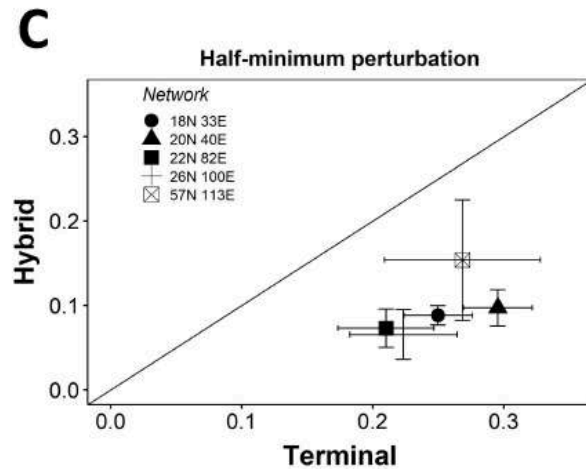 C
Half-minimum perturbation
Network
18N 33E
20N 40E
22N 82E
26N 100E
57N 113E
Hybrid
0.3
0.2
0.1
0.0
0.0 0.1 0.2 0.3
Terminal